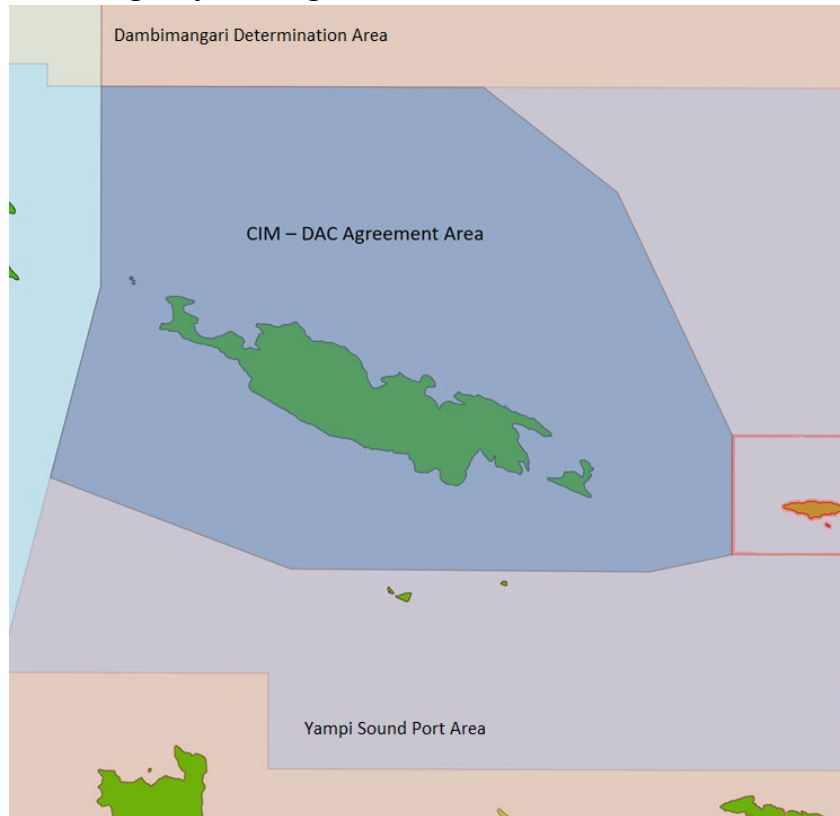 Dambimangari Determination Area
CIM – DAC Agreement Area
Yampi Sound Port Area